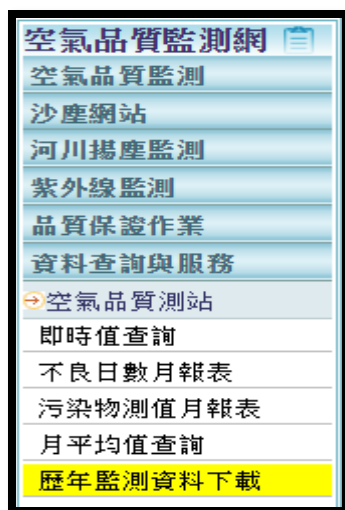 空氣品質監測網
空氣品質監測
沙塵網站
河川揚塵監測
紫外線監測
品質保證作業
資料查詢與服務
空氣品質測站
即時值查詢
不良日數月報表
污染物測值月報表
月平均值查詢
歷年監測資料下載